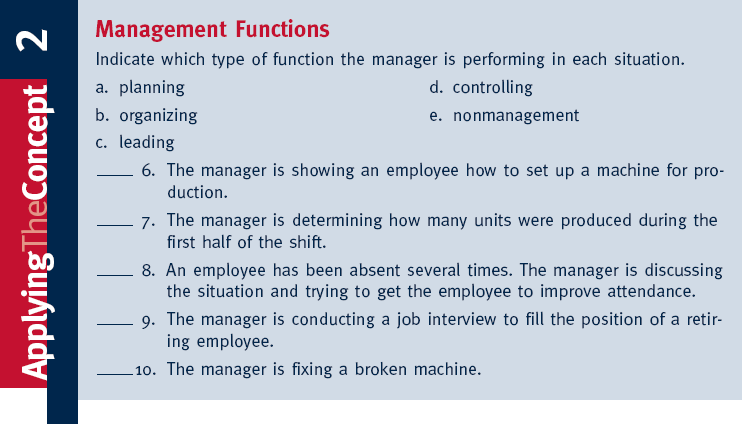 2
ApplyingTheConcept
Management Functions
Indicate which type of function the manager is performing in each situation.
a. planning
d. controlling
b. organizing
e. nonmanagement
c. leading
____ 6. The manager is showing an employee how to set up a machine for pro-
duction.
____ 7. The manager is determining how many units were produced during the
first half of the shift.
____ 8. An employee has been absent several times. The manager is discussing
the situation and trying to get the employee to improve attendance.
____ 9. The manager is conducting a job interview to fill the position of a retir-
ing employee.
____10. The manager is fixing a broken machine.